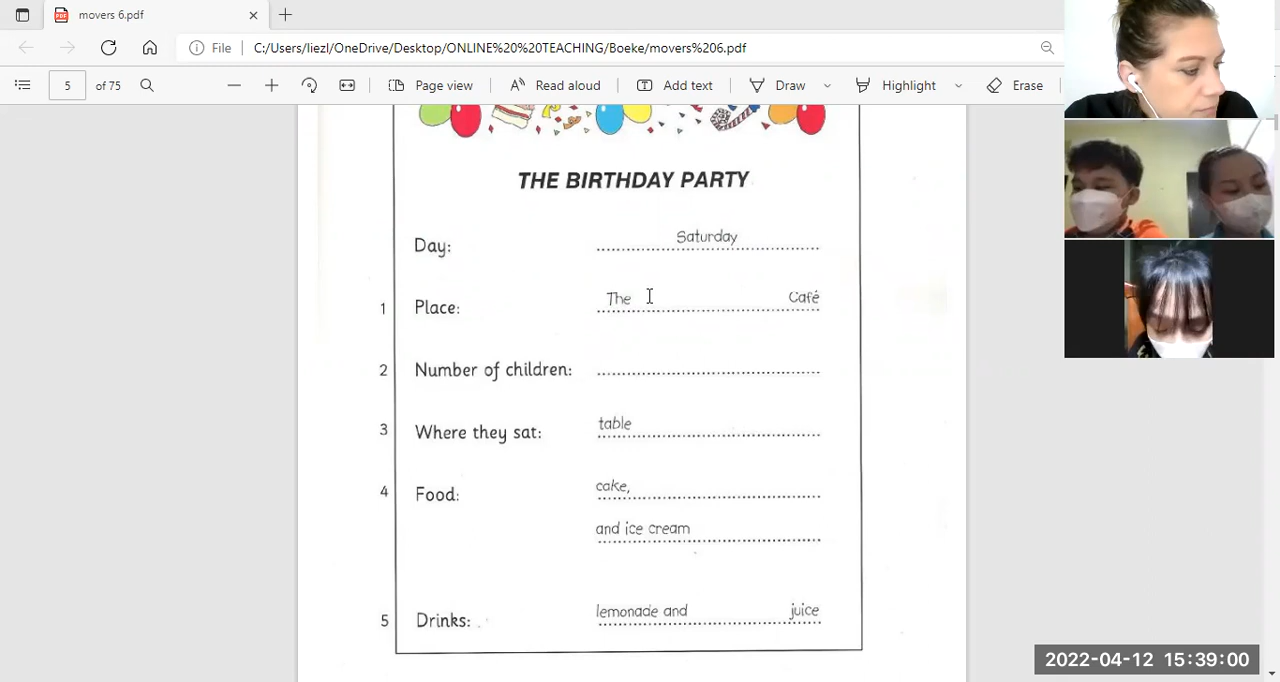 movers 6.pdf
File C:/Users/liezl/OneDrive/Desktop/ONLINE%20%20TEACHING/Boeke/movers%206.pdf
5 of 75 Page view Read aloud Add text Draw Highlight Erase
THE BIRTHDAY PARTY
Day: Saturday
1 Place: The Café
2 Number of children:
3 Where they sat: table
4 Food: cake,
and ice cream
5 Drinks: lemonade and juice
2022-04-12 15:39:00